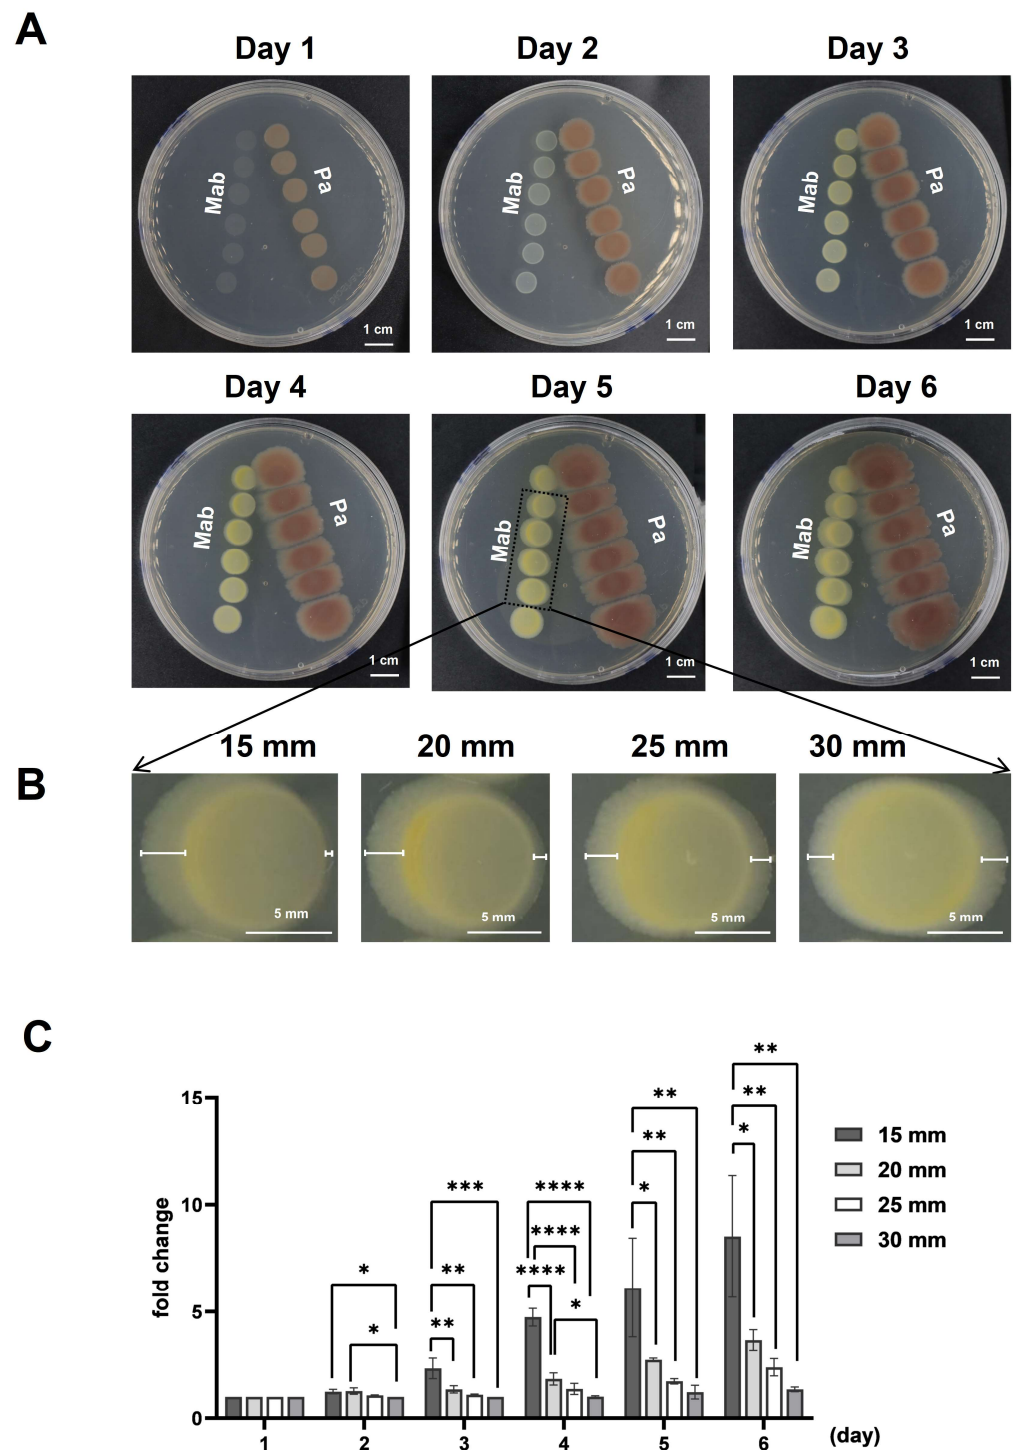 A
Day 1
Day 2
Day 3
Mab
Pa
1 cm
Mab
Pa
1 cm
Mab
Pa
1 cm
Day 4
Day 5
Day 6
Mab
Pa
1 cm
Mab
Pa
1 cm
Mab
Pa
1 cm
B
15 mm
20 mm
25 mm
30 mm
5 mm
5 mm
5 mm
5 mm
C
fold change
15
10
5
0
*
*
***
**
**
****
****
****
*
**
**
*
**
**
*
1
2
3
4
5
6
(day)
15 mm
20 mm
25 mm
30 mm